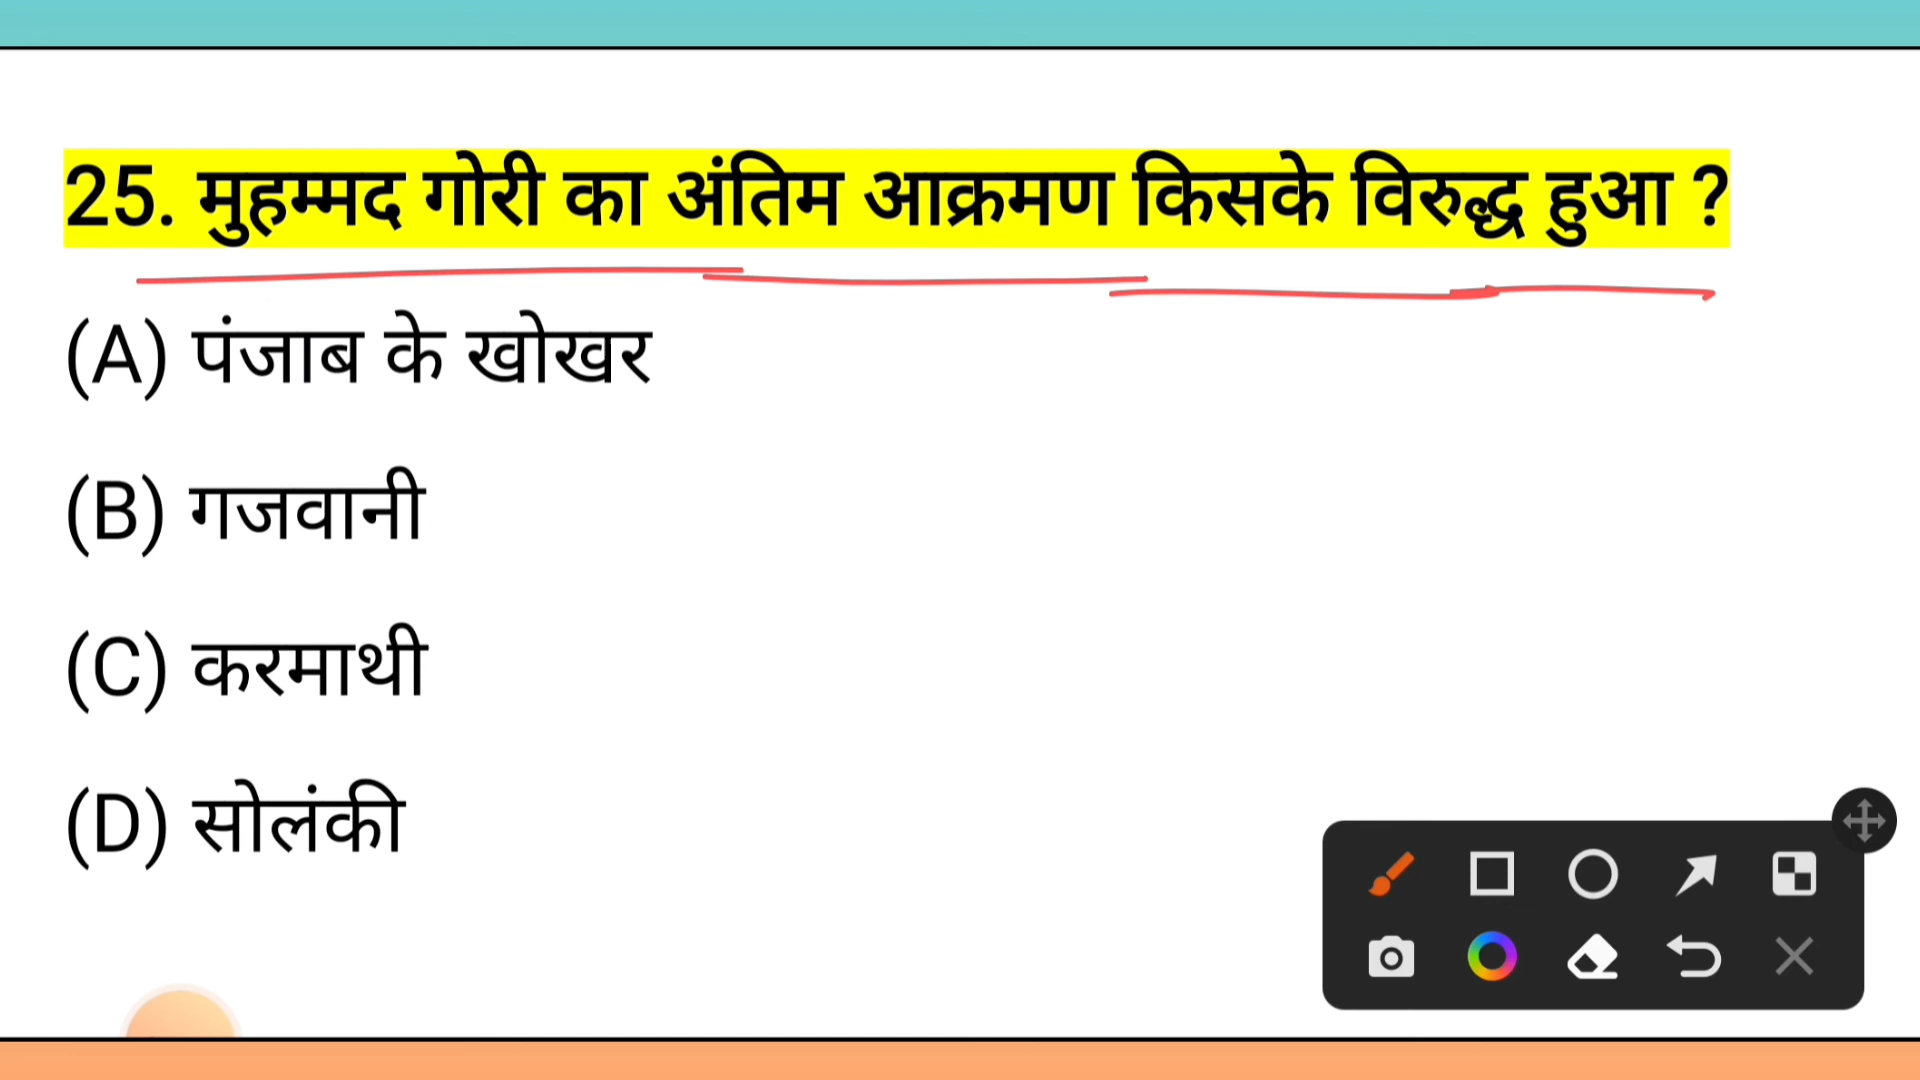 25. मुहम्मद गोरी का अंतिम आक्रमण किसके विरुद्ध हुआ ?
(A) पंजाब के खोखर
(B) गजवानी
(C) करमाथी
(D) सोलंकी